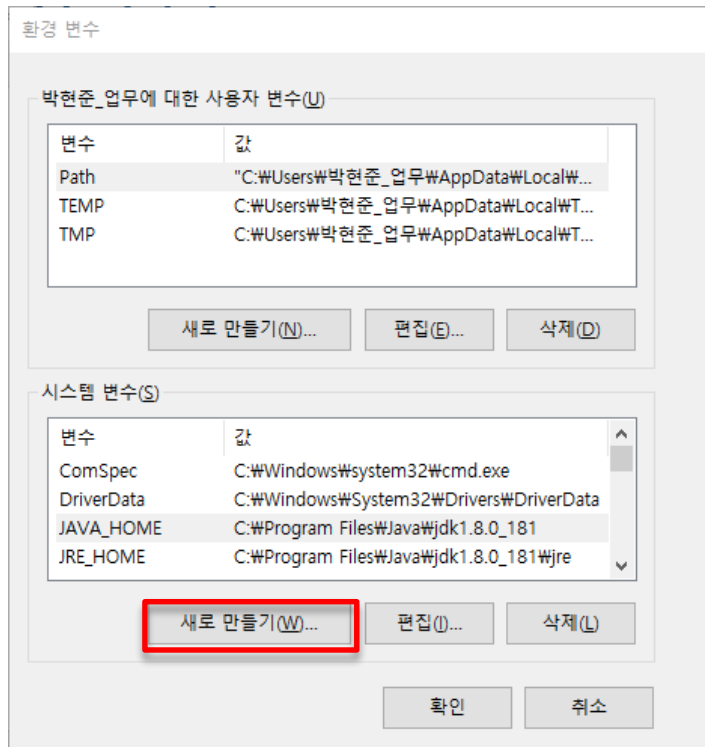 환경 변수
박현준_업무에 대한 사용자 변수(U)
변수 값
Path "C:₩Users₩박현준_업무₩AppData₩Local₩...
TEMP C:₩Users₩박현준_업무₩AppData₩Local₩T...
TMP C:₩Users₩박현준_업무₩AppData₩Local₩T...
새로 만들기(N)... 편집(E)... 삭제(D)
시스템 변수(S)
변수 값
ComSpec C:₩Windows₩system32₩cmd.exe
DriverData C:₩Windows₩System32₩Drivers₩DriverData
JAVA_HOME C:₩Program Files₩Java₩jdk1.8.0_181
JRE_HOME C:₩Program Files₩Java₩jdk1.8.0_181₩jre
새로 만들기(W)... 편집(I)... 삭제(L)
확인 취소